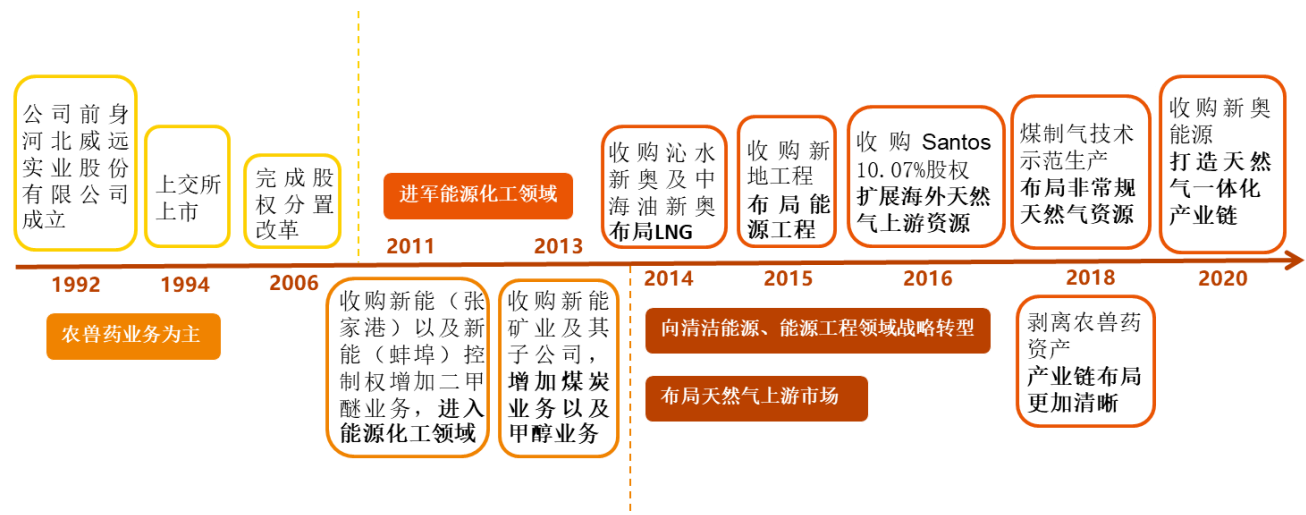 公司前身
河北威远
实业股份
有限公司
成立
上交所
上市
完成股
权分置
改革
进军能源化工领域
收购沁水
新奥及中
海油新奥
布局LNG
收购新
地工程
布局能
源工程
收购Santos
10.07%股权
扩展海外天然
气上游资源
煤制气技术
示范生产
布局非常规
天然气资源
收购新奥
能源
打造天然
气一体化
产业链
1992
1994
2006
2011
2013
2014
2015
2016
2018
2020
农兽药业务为主
收购新能（张
家港）以及新
能（蚌埠）控
制权增加二甲
醚业务，进入
能源化工领域
收购新能
矿业及其
子公司，
增加煤炭
业务以及
甲醇业务
向清洁能源、能源工程领域战略转型
布局天然气上游市场
剥离农兽药
资产
产业链布局
更加清晰